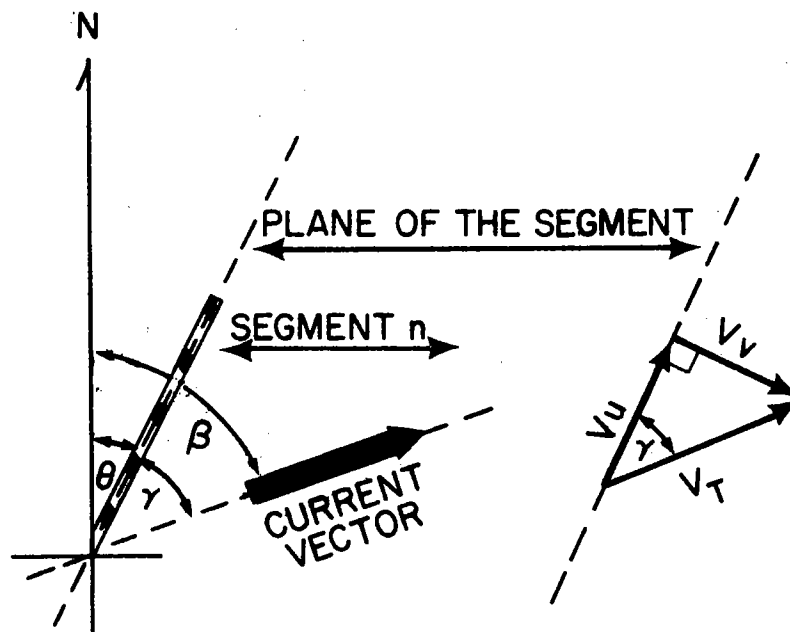 N
PLANE OF THE SEGMENT
SEGMENT n
β
θ
γ
CURRENT
VECTOR
Vv
Vu
γ
VT